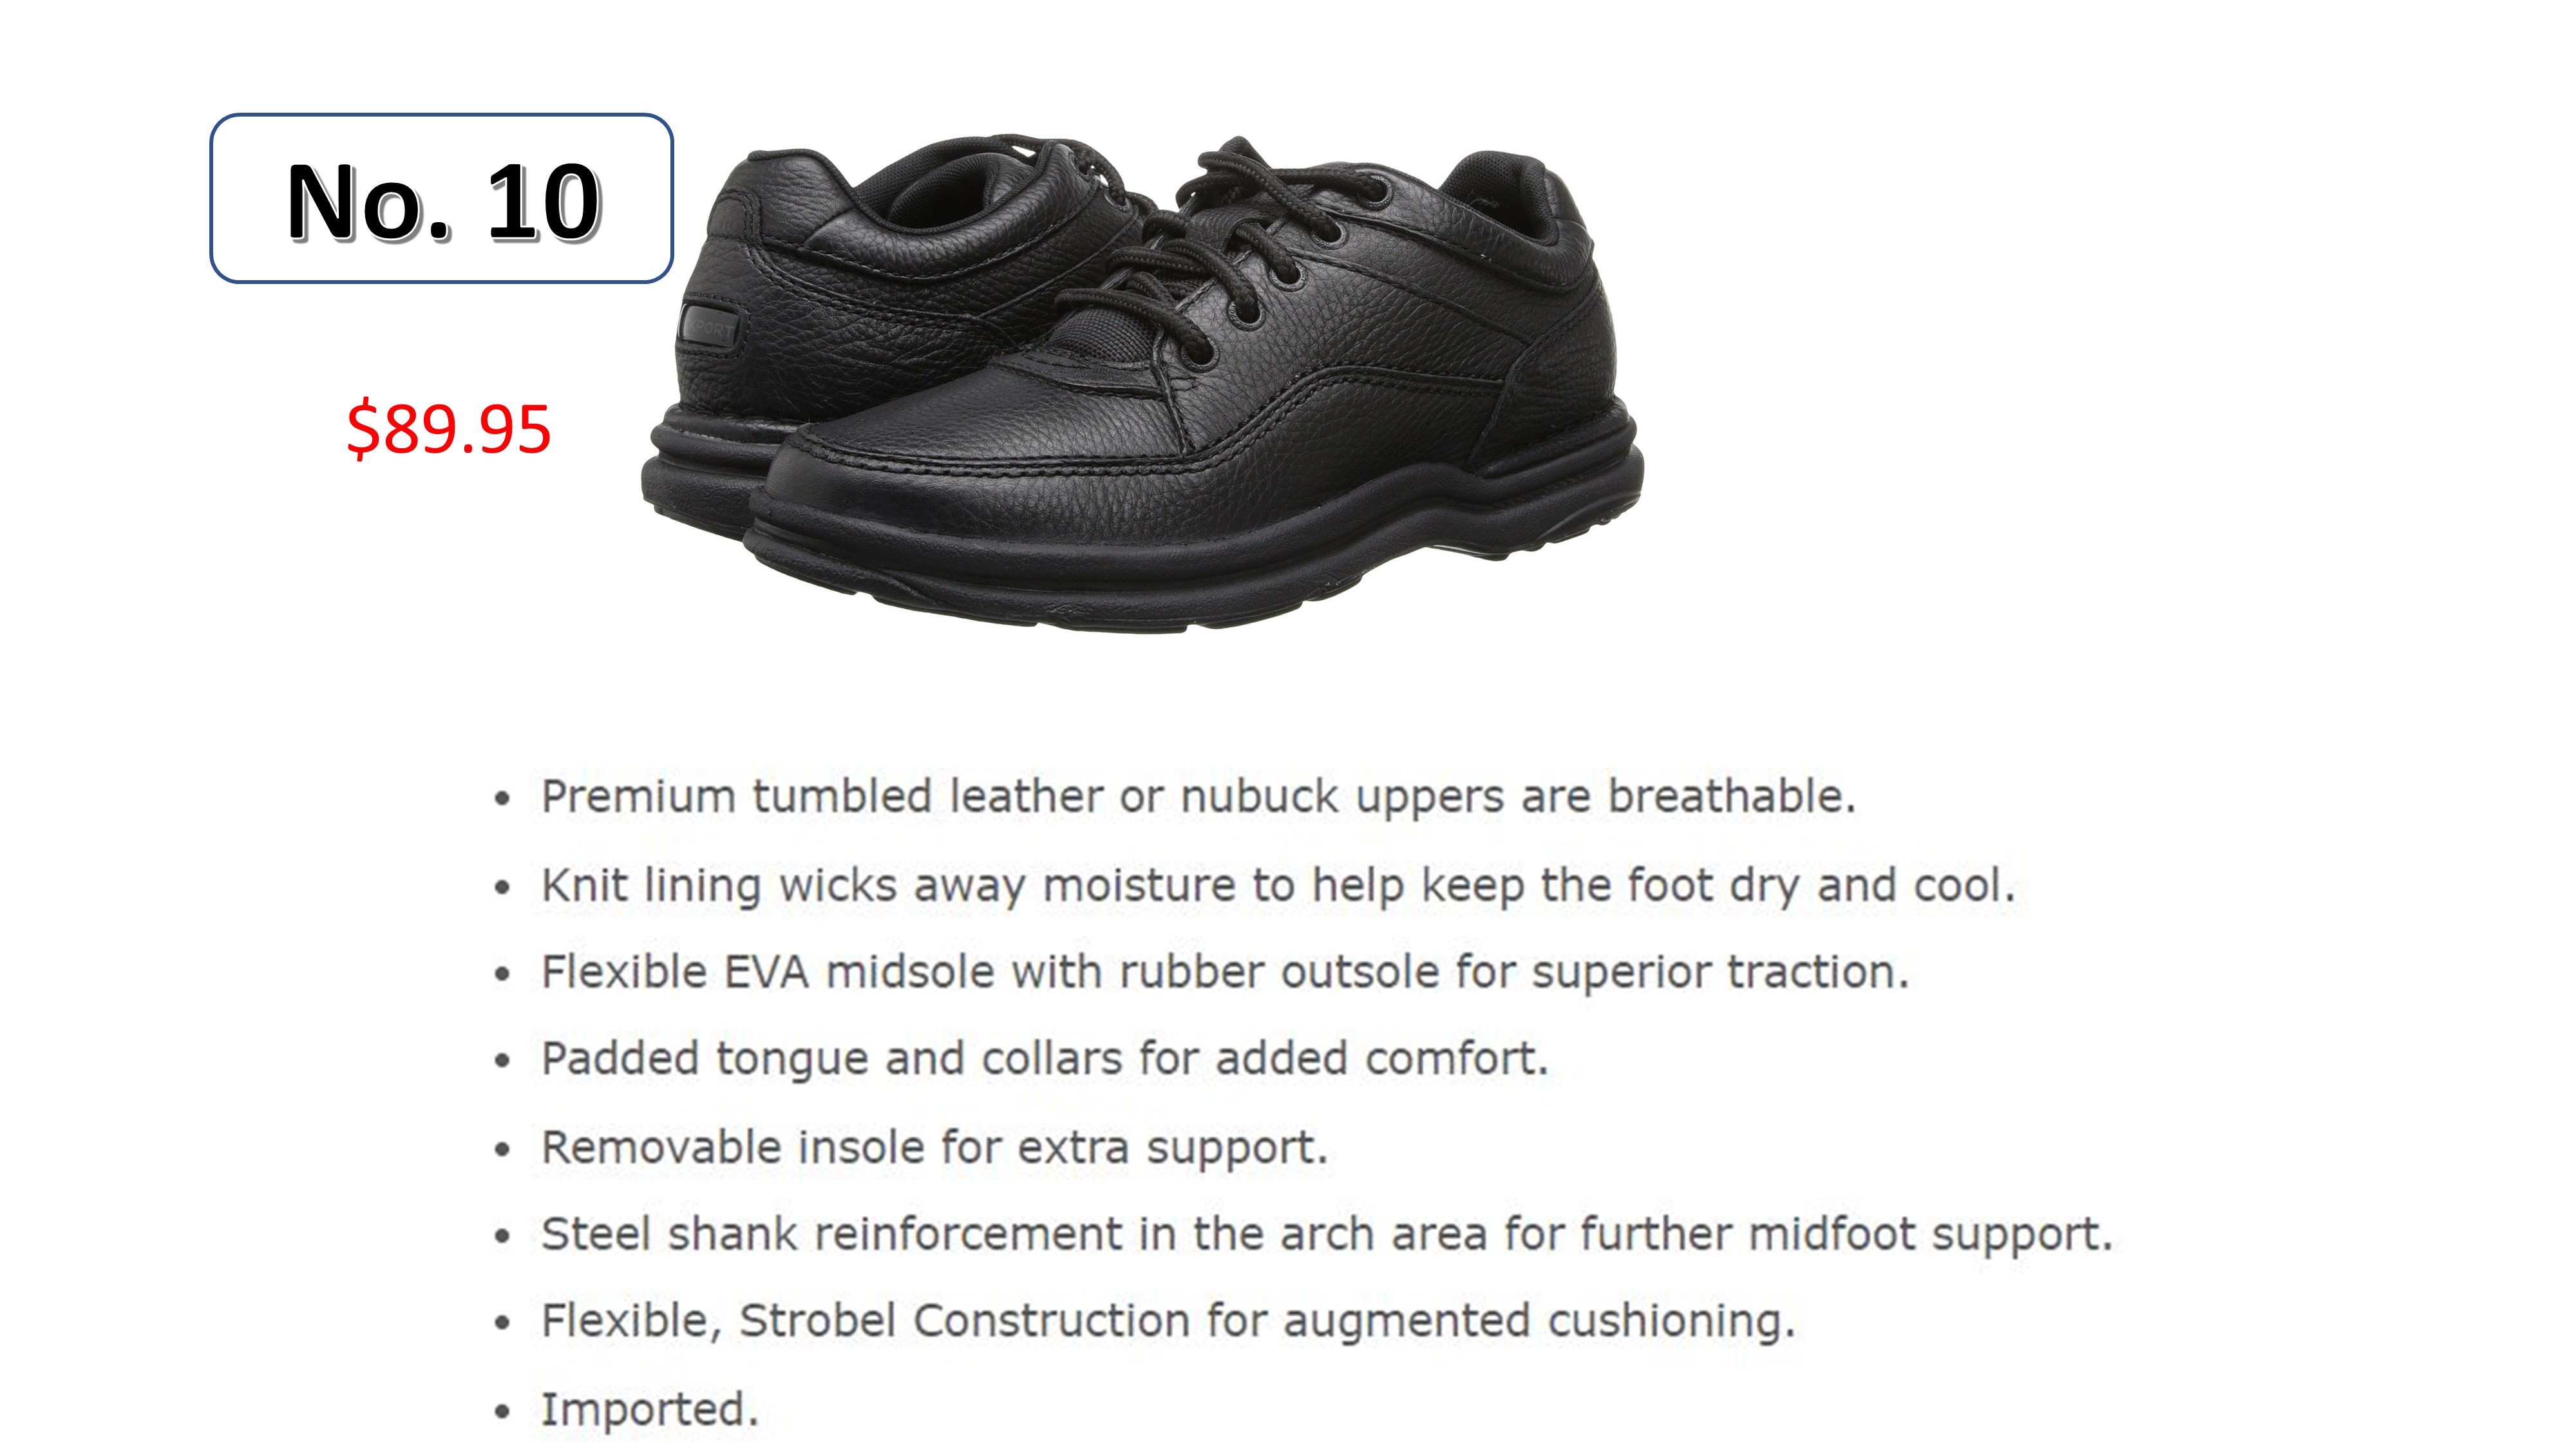 No. 10
$89.95
• Premium tumbled leather or nubuck uppers are breathable.
• Knit lining wicks away moisture to help keep the foot dry and cool.
• Flexible EVA midsole with rubber outsole for superior traction.
• Padded tongue and collars for added comfort.
• Removable insole for extra support.
• Steel shank reinforcement in the arch area for further midfoot support.
• Flexible, Strobel Construction for augmented cushioning.
• Imported.